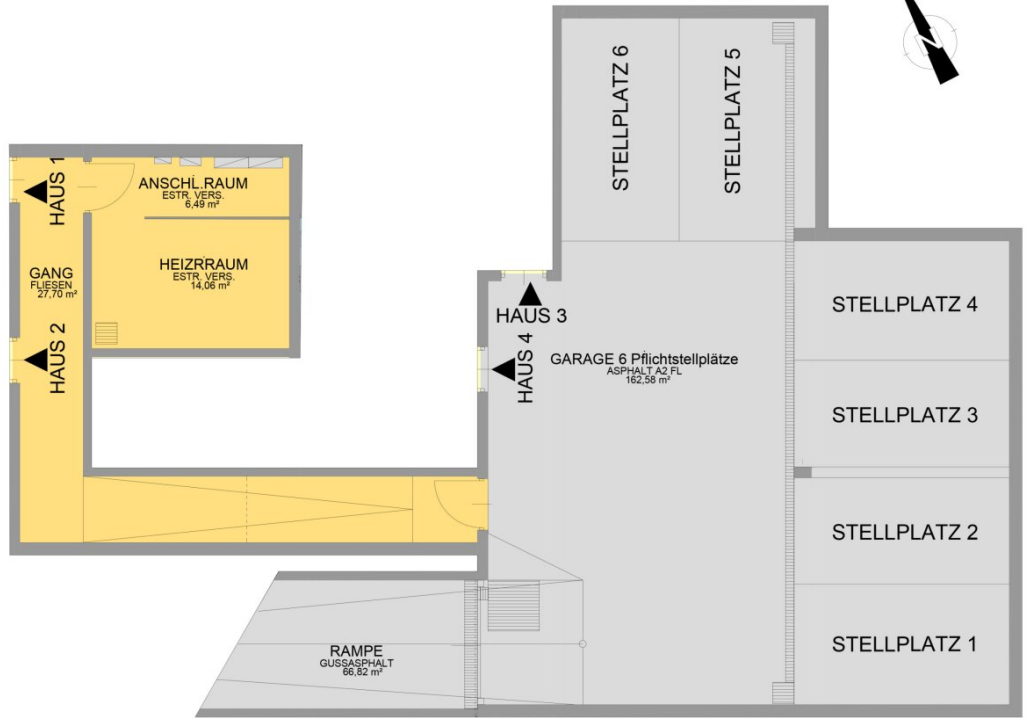 N
STELLPLATZ 6
STELLPLATZ 5
HAUS 1
ANSCHL.RAUM
ESTR. VERS.
6,49 m²
GANG
FLIESEN
27,70 m²
HEIZRRAUM
ESTR. VERS.
14,06 m²
HAUS 2
HAUS 3
HAUS 4
GARAGE 6 Pflichtstellplätze
ASPHALT A2 FL
162,58 m²
STELLPLATZ 4
STELLPLATZ 3
STELLPLATZ 2
STELLPLATZ 1
RAMPE
GUSSASPHALT
66,82 m²